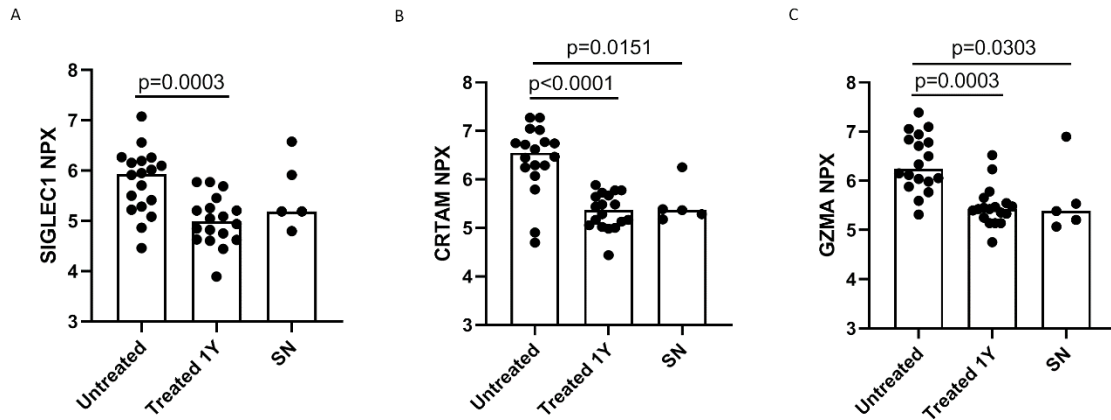 A
B
C
p=0.0003
SIGLEC1 NPX
8
7
6
5
4
3
Untreated
Treated 1Y
SN
p=0.0151
p<0.0001
CRTAM NPX
8
7
6
5
4
3
Untreated
Treated 1Y
SN
p=0.0303
p=0.0003
GZMA NPX
8
7
6
5
4
3
Untreated
Treated 1Y
SN